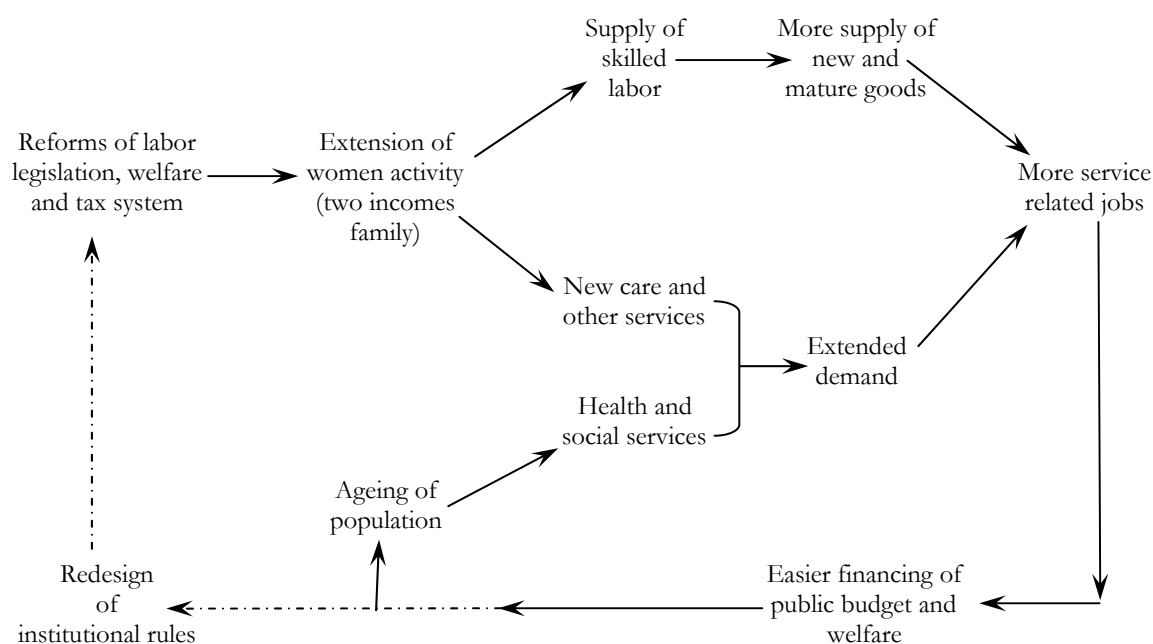 Supply of
skilled
labor
More supply of
new and
mature goods
Reforms of labor
legislation, welfare
and tax system
Extension of
women activity
(two incomes
family)
More service
related jobs
New care and
other services
Extended
demand
Health and
social services
Ageing of
population
Redesign
of
institutional rules
Easier financing of
public budget and
welfare